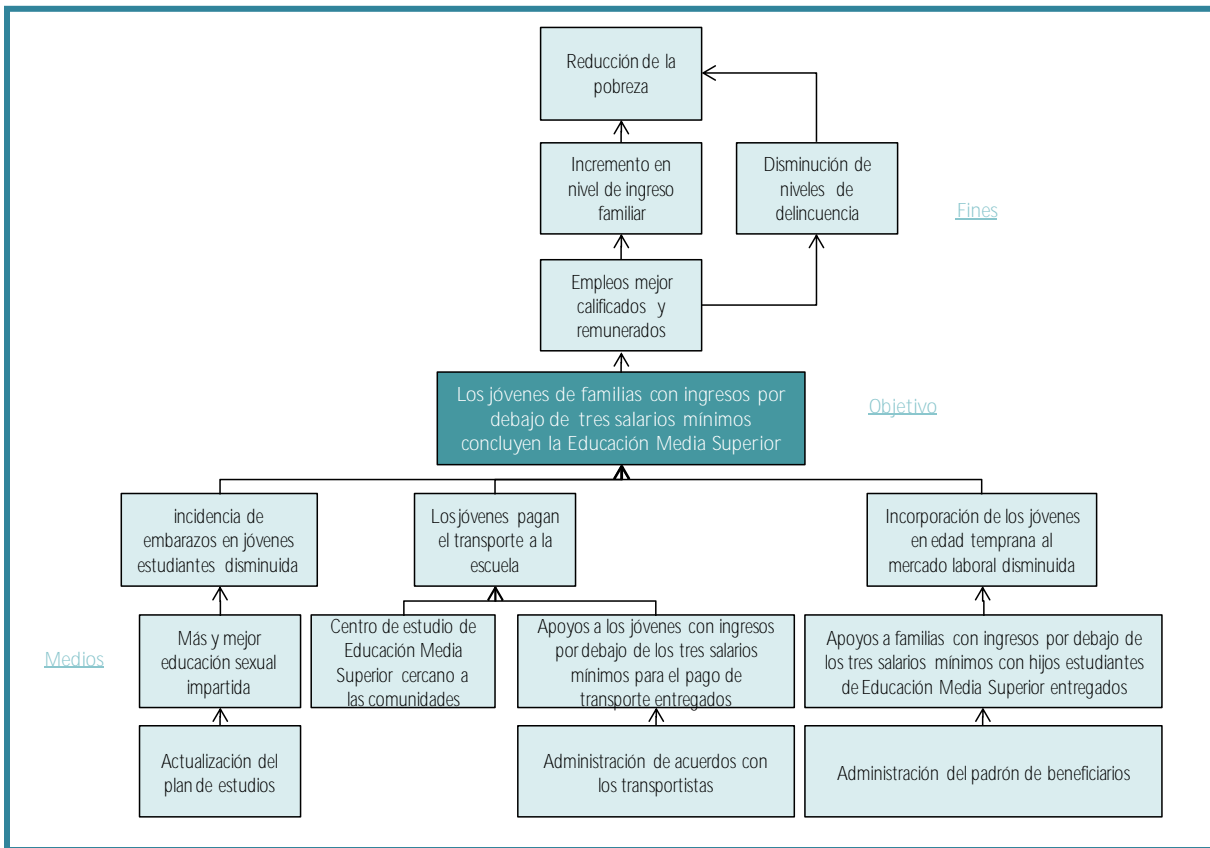 Reducción de la
pobreza
Incremento en
nivel de ingreso
familiar
Disminución de
niveles de
delincuencia
Fines
Empleos mejor
calificados y
remunerados
Los jóvenes de familias con ingresos por
debajo de tres salarios mínimos
concluyen la Educación Media Superior
Objetivo
incidencia de
embarazos en jóvenes
estudiantes disminuida
Los jóvenes pagan
el transporte a la
escuela
Incorporación de los jóvenes
en edad temprana al
mercado laboral disminuida
Medios
Más y mejor
educación sexual
impartida
Centro de estudio de
Educación Media
Superior cercano a
las comunidades
Apoyos a los jóvenes con ingresos
por debajo de los tres salarios
mínimos para el pago de
transporte entregados
Apoyos a familias con ingresos por debajo de
los tres salarios mínimos con hijos estudiantes
de Educación Media Superior entregados
Actualización del
plan de estudios
Administración de acuerdos con
los transportistas
Administración del padrón de beneficiarios